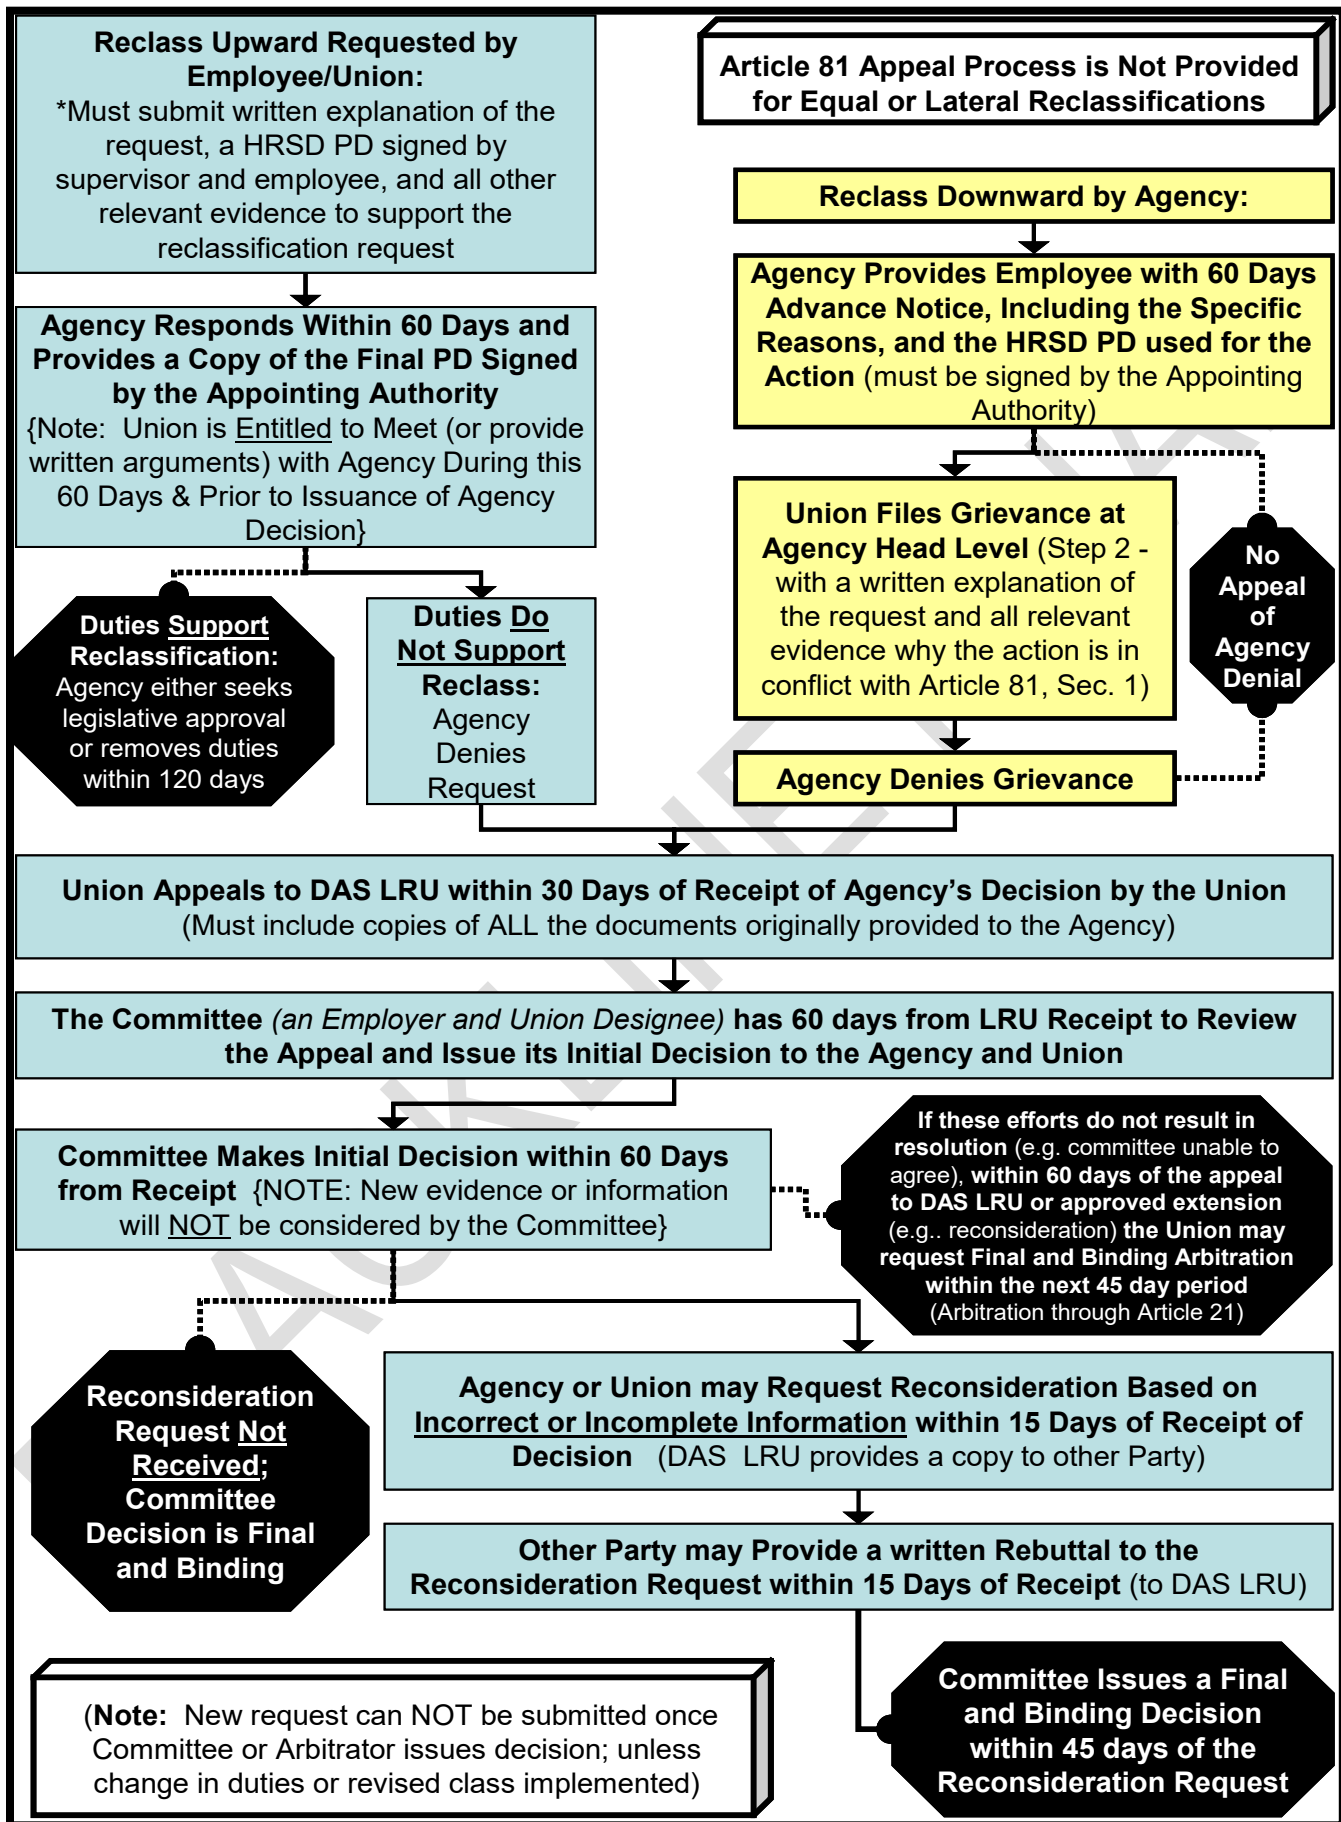 Reclass Upward Requested by
Employee/Union:
*Must submit written explanation of the
request, a HRSD PD signed by
supervisor and employee, and all other
relevant evidence to support the
reclassification request
Article 81 Appeal Process is Not Provided
for Equal or Lateral Reclassifications
Reclass Downward by Agency:
Agency Provides Employee with 60 Days
Advance Notice, Including the Specific
Reasons, and the HRSD PD used for the
Action (must be signed by the Appointing
Authority)
Agency Responds Within 60 Days and
Provides a Copy of the Final PD Signed
by the Appointing Authority
{Note:  Union is Entitled to Meet (or provide
written arguments) with Agency During this
60 Days & Prior to Issuance of Agency
Decision}
Union Files Grievance at
Agency Head Level (Step 2 -
with a written explanation of
the request and all relevant
evidence why the action is in
conflict with Article 81, Sec. 1)
No
Appeal
of
Agency
Denial
Duties Support
Reclassification:
Agency either seeks
legislative approval
or removes duties
within 120 days
Duties Do
Not Support
Reclass:
Agency
Denies
Request
Agency Denies Grievance
Union Appeals to DAS LRU within 30 Days of Receipt of Agency's Decision by the Union
(Must include copies of ALL the documents originally provided to the Agency)
The Committee (an Employer and Union Designee) has 60 days from LRU Receipt to Review
the Appeal and Issue its Initial Decision to the Agency and Union
Committee Makes Initial Decision within 60 Days
from Receipt  {NOTE: New evidence or information
will NOT be considered by the Committee}
If these efforts do not result in
resolution (e.g. committee unable to
agree), within 60 days of the appeal
to DAS LRU or approved extension
(e.g.. reconsideration) the Union may
request Final and Binding Arbitration
within the next 45 day period
(Arbitration through Article 21)
Reconsideration
Request Not
Received;
Committee
Decision is Final
and Binding
Agency or Union may Request Reconsideration Based on
Incorrect or Incomplete Information within 15 Days of Receipt of
Decision   (DAS  LRU provides a copy to other Party)
Other Party may Provide a written Rebuttal to the
Reconsideration Request within 15 Days of Receipt (to DAS LRU)
Committee Issues a Final
and Binding Decision
within 45 days of the
Reconsideration Request
(Note:  New request can NOT be submitted once
Committee or Arbitrator issues decision; unless
change in duties or revised class implemented)